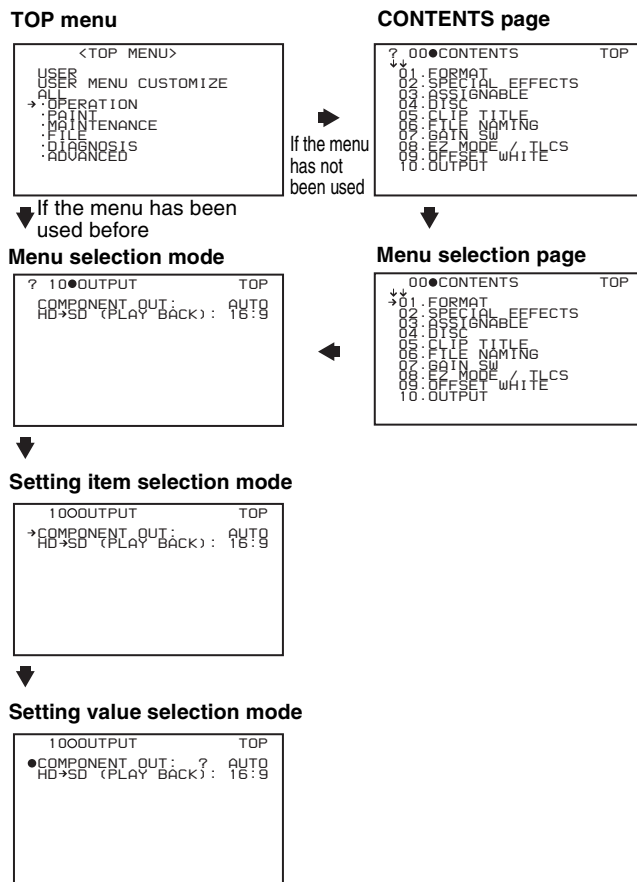 TOP menu
<TOP MENU>
USER
USER MENU CUSTOMIZE
ALL
→·OPERATION
·PAINT
·MAINTENANCE
·FILE
·DIAGNOSIS
·ADVANCED
If the menu
has not
been used
CONTENTS page
? 00●CONTENTS TOP
↓↓
01.FORMAT
02.SPECIAL EFFECTS
03.ASSIGNABLE
04.DISC
05.CLIP TITLE
06.FILE NAMING
07.GAIN SW
08.EZ MODE / TLCS
09.OFFSET WHITE
10.OUTPUT
If the menu has been
used before
Menu selection mode
? 10●OUTPUT TOP
COMPONENT OUT: AUTO
HD→SD (PLAY BACK): 16:9
Menu selection page
00●CONTENTS TOP
↓↓
→01.FORMAT
02.SPECIAL EFFECTS
03.ASSIGNABLE
04.DISC
05.CLIP TITLE
06.FILE NAMING
07.GAIN SW
08.EZ MODE / TLCS
09.OFFSET WHITE
10.OUTPUT
Setting item selection mode
10○OUTPUT TOP
→COMPONENT OUT: AUTO
HD→SD (PLAY BACK): 16:9
Setting value selection mode
10○OUTPUT TOP
●COMPONENT OUT: ? AUTO
HD→SD (PLAY BACK): 16:9